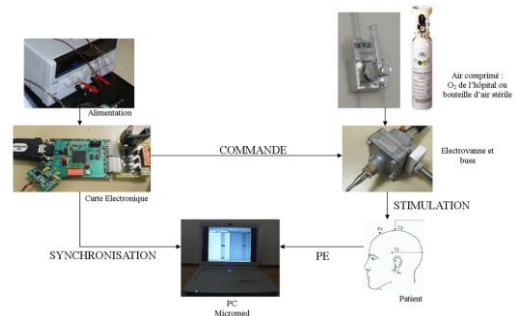 Air comprimé :
O₂ de l'hôpital ou
bouteille d'air stérile
Alimentation
COMMANDE
Electrovanne et
buse
Carte Electronique
STIMULATION
SYNCHRONISATION
PE
PC
Micromed
Patient